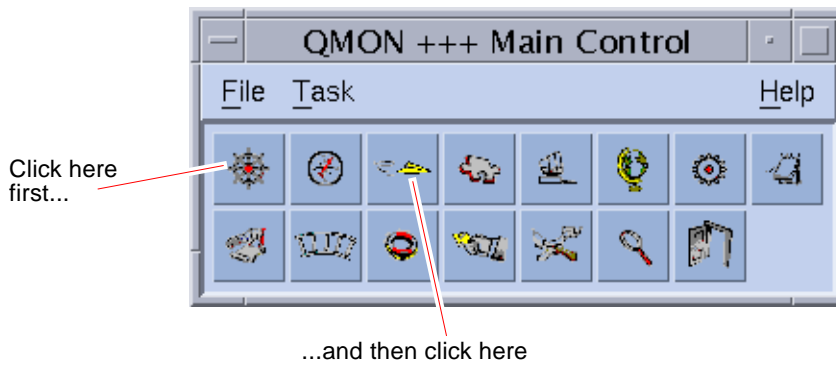 QMON +++ Main Control
File Task Help
Click here
first...
...and then click here